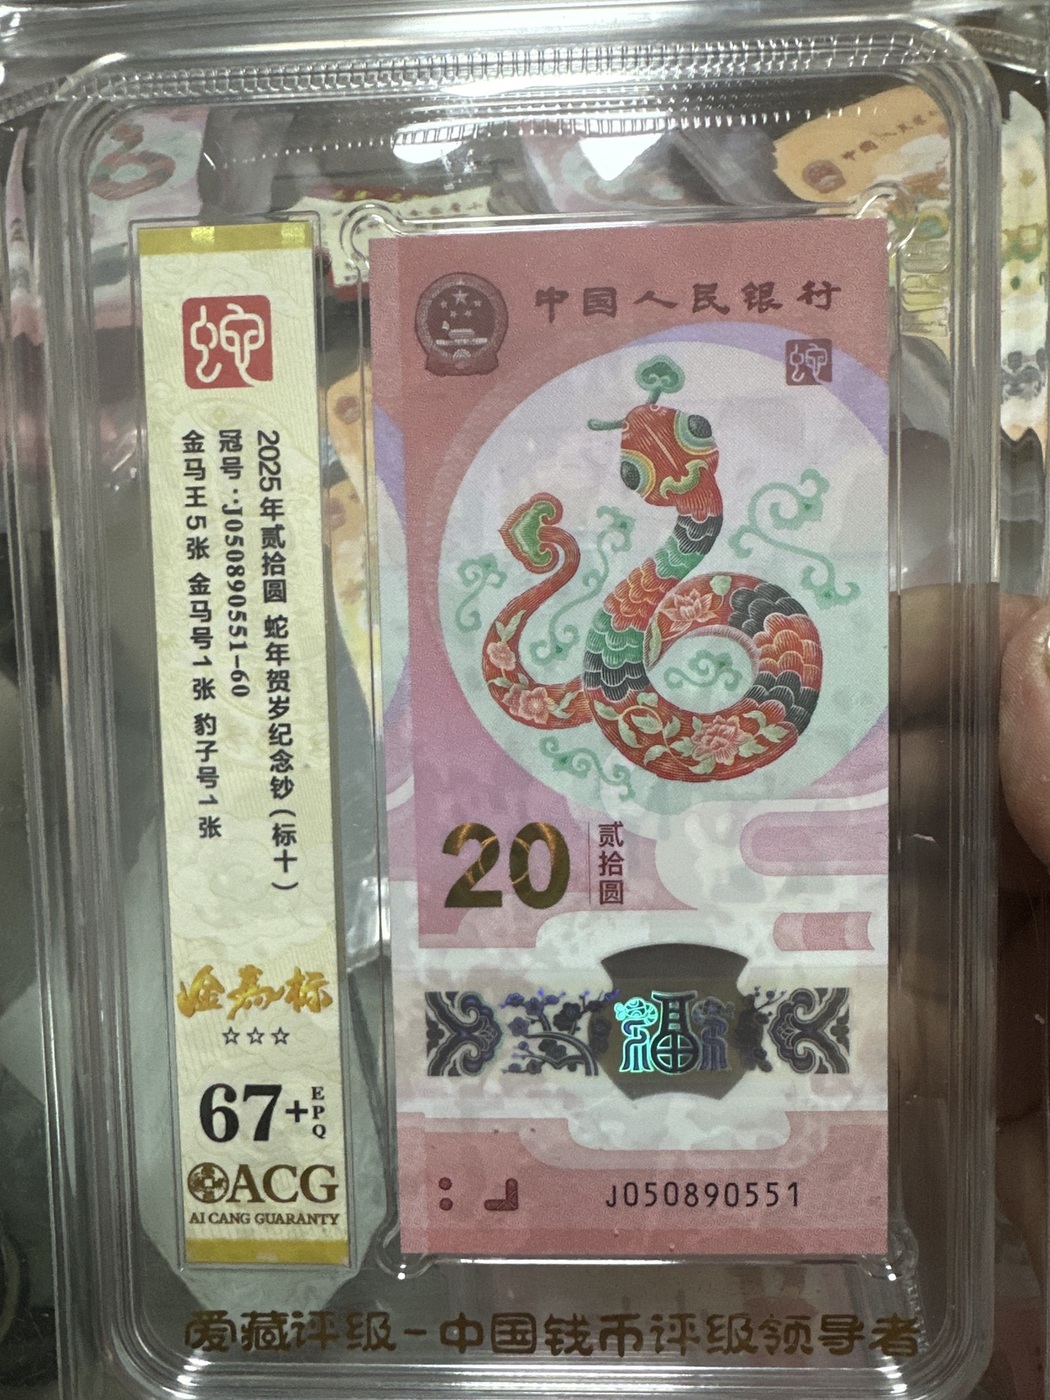 蛇
2025年贰拾圆 蛇年贺岁纪念钞(标十)
冠号:J050890551-60
金马王5张 金马号1张 豹子号1张
☆☆☆
67+EPQ
ACG
AI CANG GUARANTY
中国人民银行
蛇
20 贰拾圆
福
J050890551
爱藏评级-中国钱币评级领导者